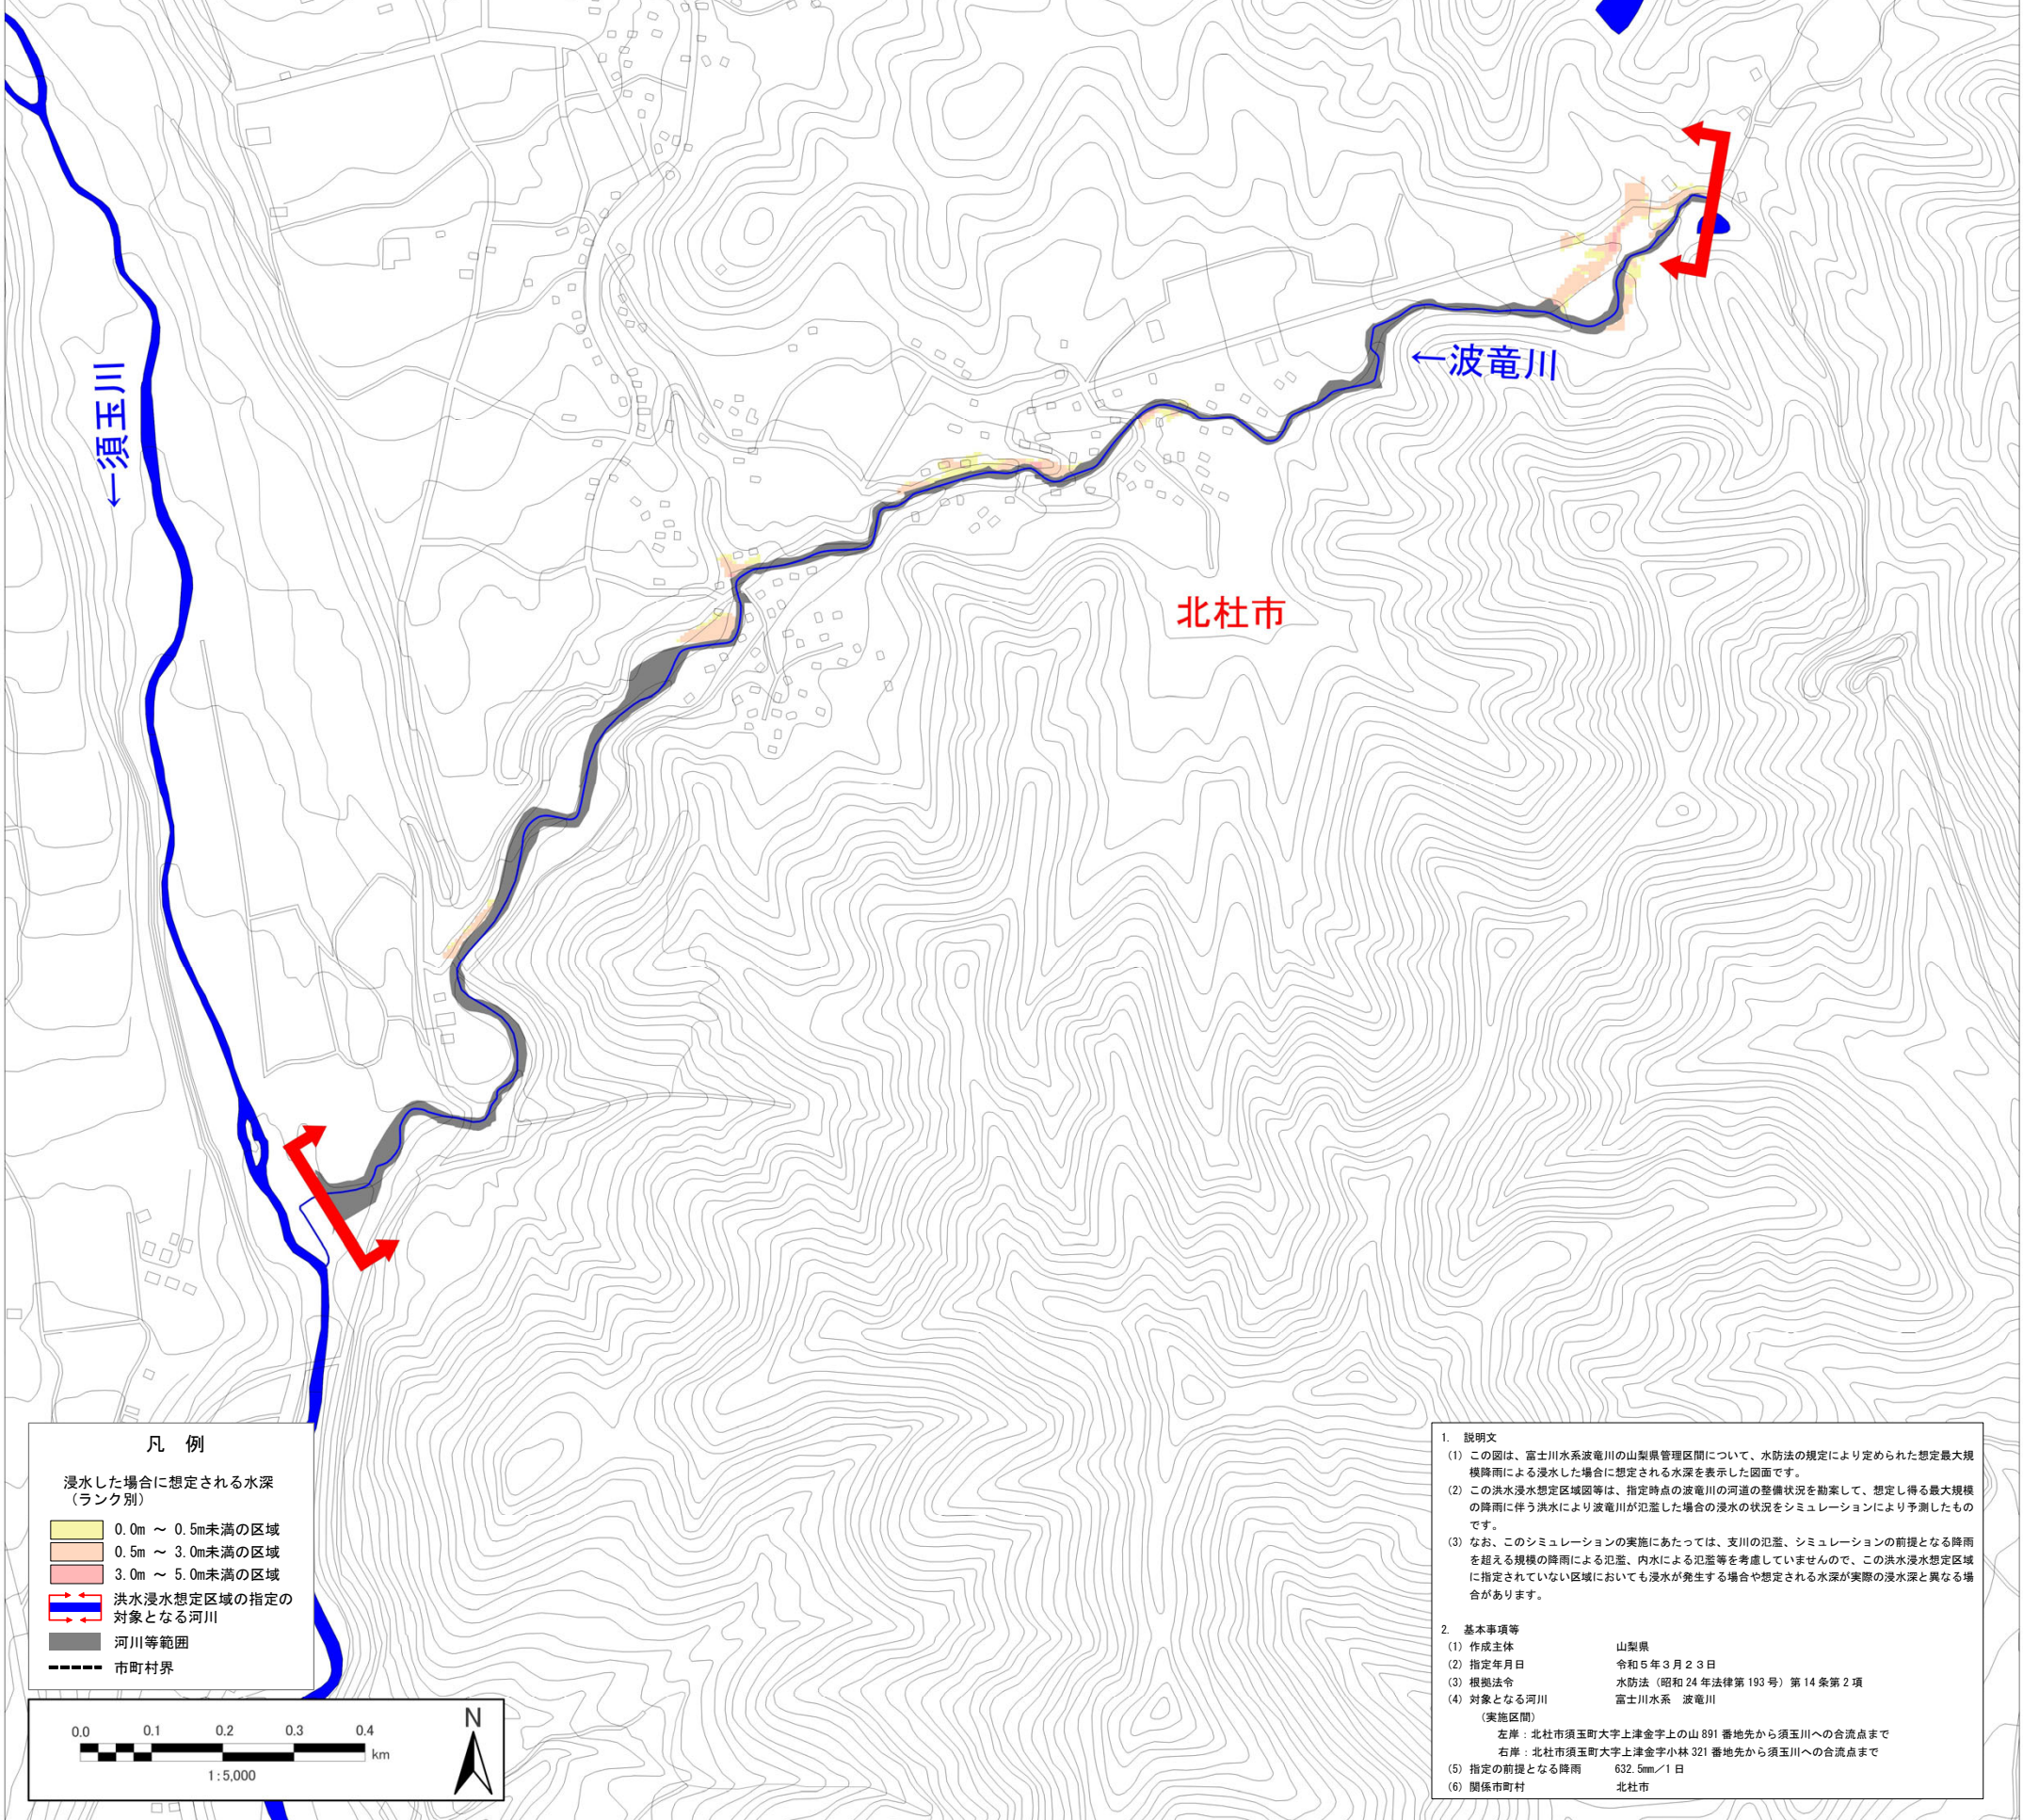 ←波竜川
←須玉川
北杜市
凡 例
浸水した場合に想定される水深
（ランク別）
0.0m ～ 0.5m未満の区域
0.5m ～ 3.0m未満の区域
3.0m ～ 5.0m未満の区域
洪水浸水想定区域の指定の
対象となる河川
河川等範囲
市町村界
0.0 0.1 0.2 0.3 0.4
km
1:5,000
N
1. 説明文
(1) この図は、富士川水系波竜川の山梨県管理区間について、水防法の規定により定められた想定最大規
模降雨による浸水した場合に想定される水深を表示した図面です。
(2) この洪水浸水想定区域図等は、指定時点の波竜川の河道の整備状況を勘案して、想定し得る最大規模
の降雨に伴う洪水により波竜川が氾濫した場合の浸水の状況をシミュレーションにより予測したもの
です。
(3) なお、このシミュレーションの実施にあたっては、支川の氾濫、シミュレーションの前提となる降雨
を超える規模の降雨による氾濫、内水による氾濫等を考慮していませんので、この洪水浸水想定区域
に指定されていない区域においても浸水が発生する場合や想定される水深が実際の浸水深と異なる場
合があります。
2. 基本事項等
(1) 作成主体 山梨県
(2) 指定年月日 令和５年３月２３日
(3) 根拠法令 水防法（昭和 24 年法律第 193 号）第 14 条第 2 項
(4) 対象となる河川 富士川水系 波竜川
（実施区間）
左岸：北杜市須玉町大字上津金字上の山 891 番地先から須玉川への合流点まで
右岸：北杜市須玉町大字上津金字小林 321 番地先から須玉川への合流点まで
(5) 指定の前提となる降雨 632.5mm／1 日
(6) 関係市町村 北杜市